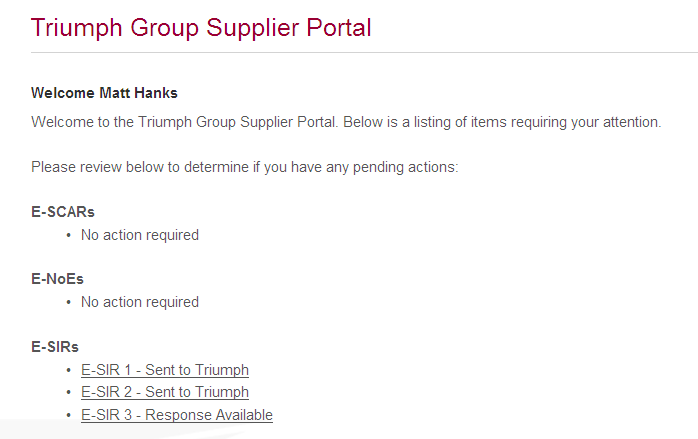 Triumph Group Supplier Portal
Welcome Matt Hanks
Welcome to the Triumph Group Supplier Portal. Below is a listing of items requiring your attention.
Please review below to determine if you have any pending actions:
E-SCARs
• No action required
E-NoEs
• No action required
E-SIRs
• E-SIR 1 - Sent to Triumph
• E-SIR 2 - Sent to Triumph
• E-SIR 3 - Response Available